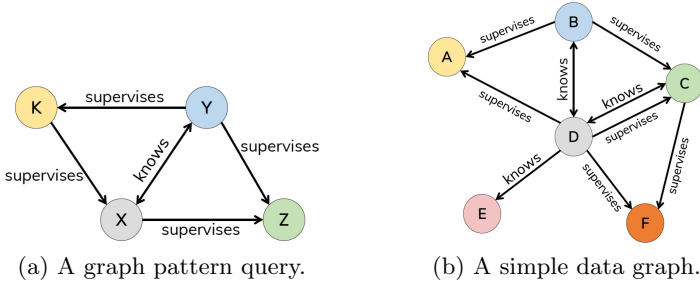 K
supervises
Y
supervises
knows
supervises
X
supervises
Z
(a) A graph pattern query.
B
supervises
supervises
A
knows
knows
C
supervises
D
supervises
knows
supervises
supervises
E
F
(b) A simple data graph.